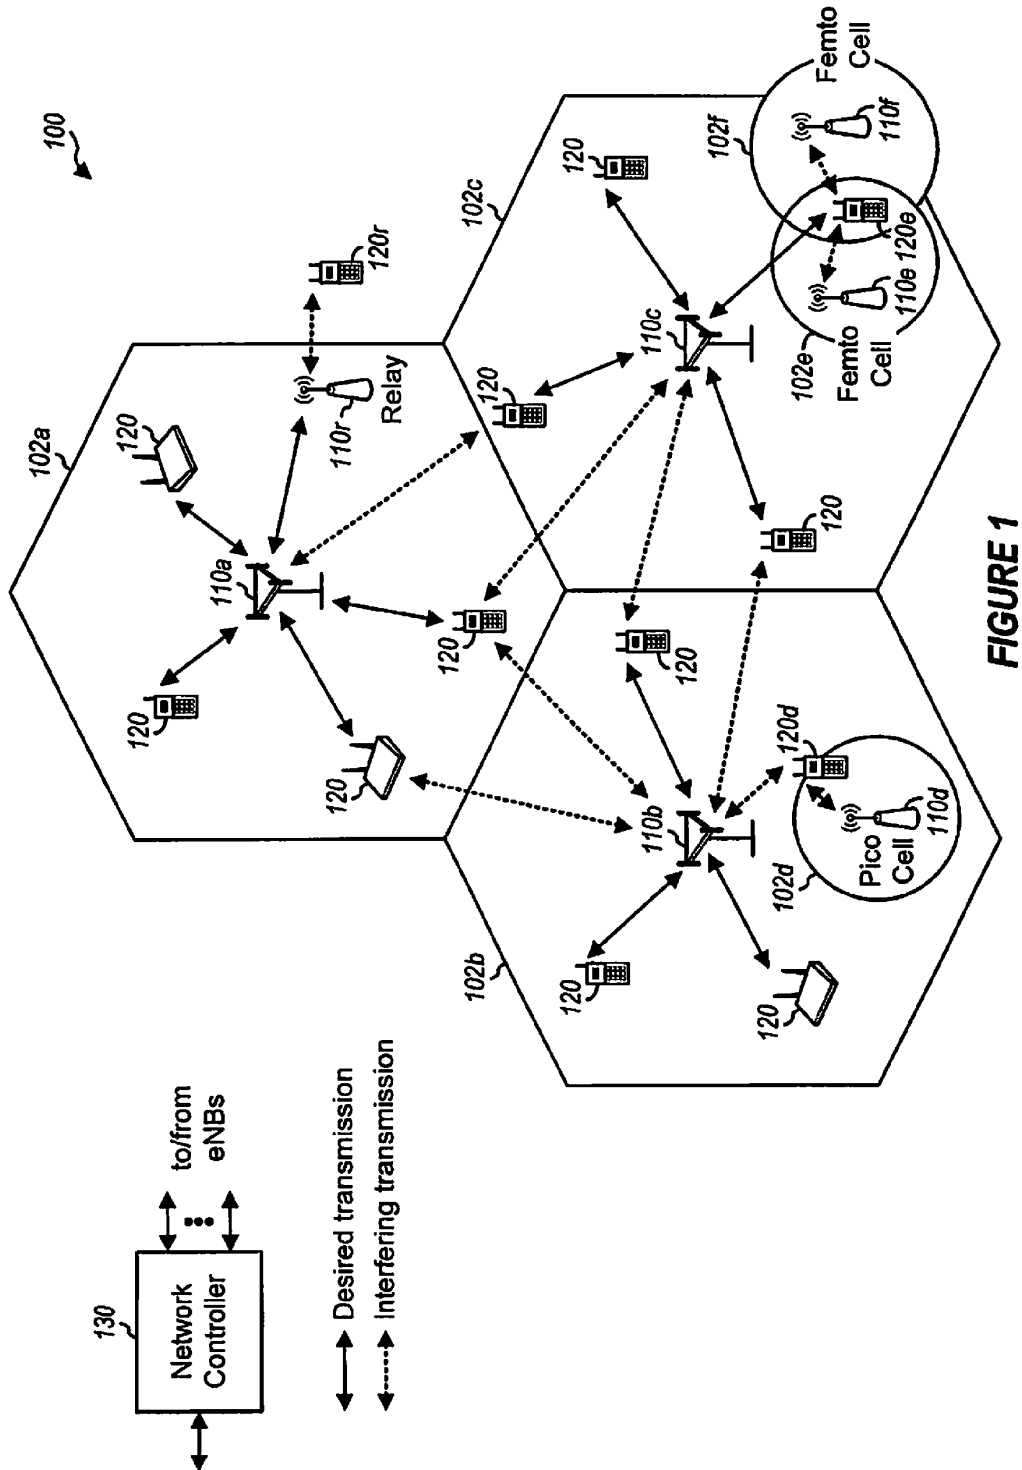 100
130
Network
Controller
to/from
eNBs
Desired transmission
Interfering transmission
102a
120
120
110a
120
110r
Relay
120r
120
120
102b
120
110b
120
120
120d
102d
Pico
Cell
110d
102c
120
110c
120
102e
Femto
Cell
110e
120e
102f
110f
Femto
Cell
FIGURE 1